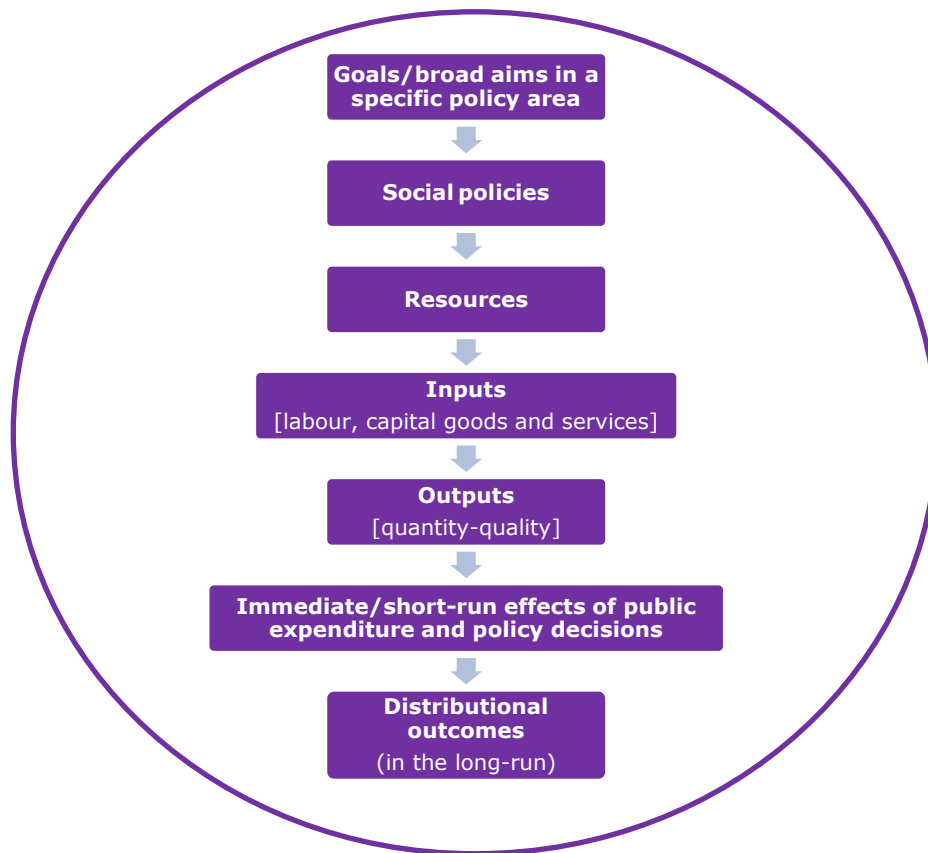 Goals/broad aims in a
specific policy area
Social policies
Resources
Inputs
[labour, capital goods and services]
Outputs
[quantity-quality]
Immediate/short-run effects of public
expenditure and policy decisions
Distributional
outcomes
(in the long-run)